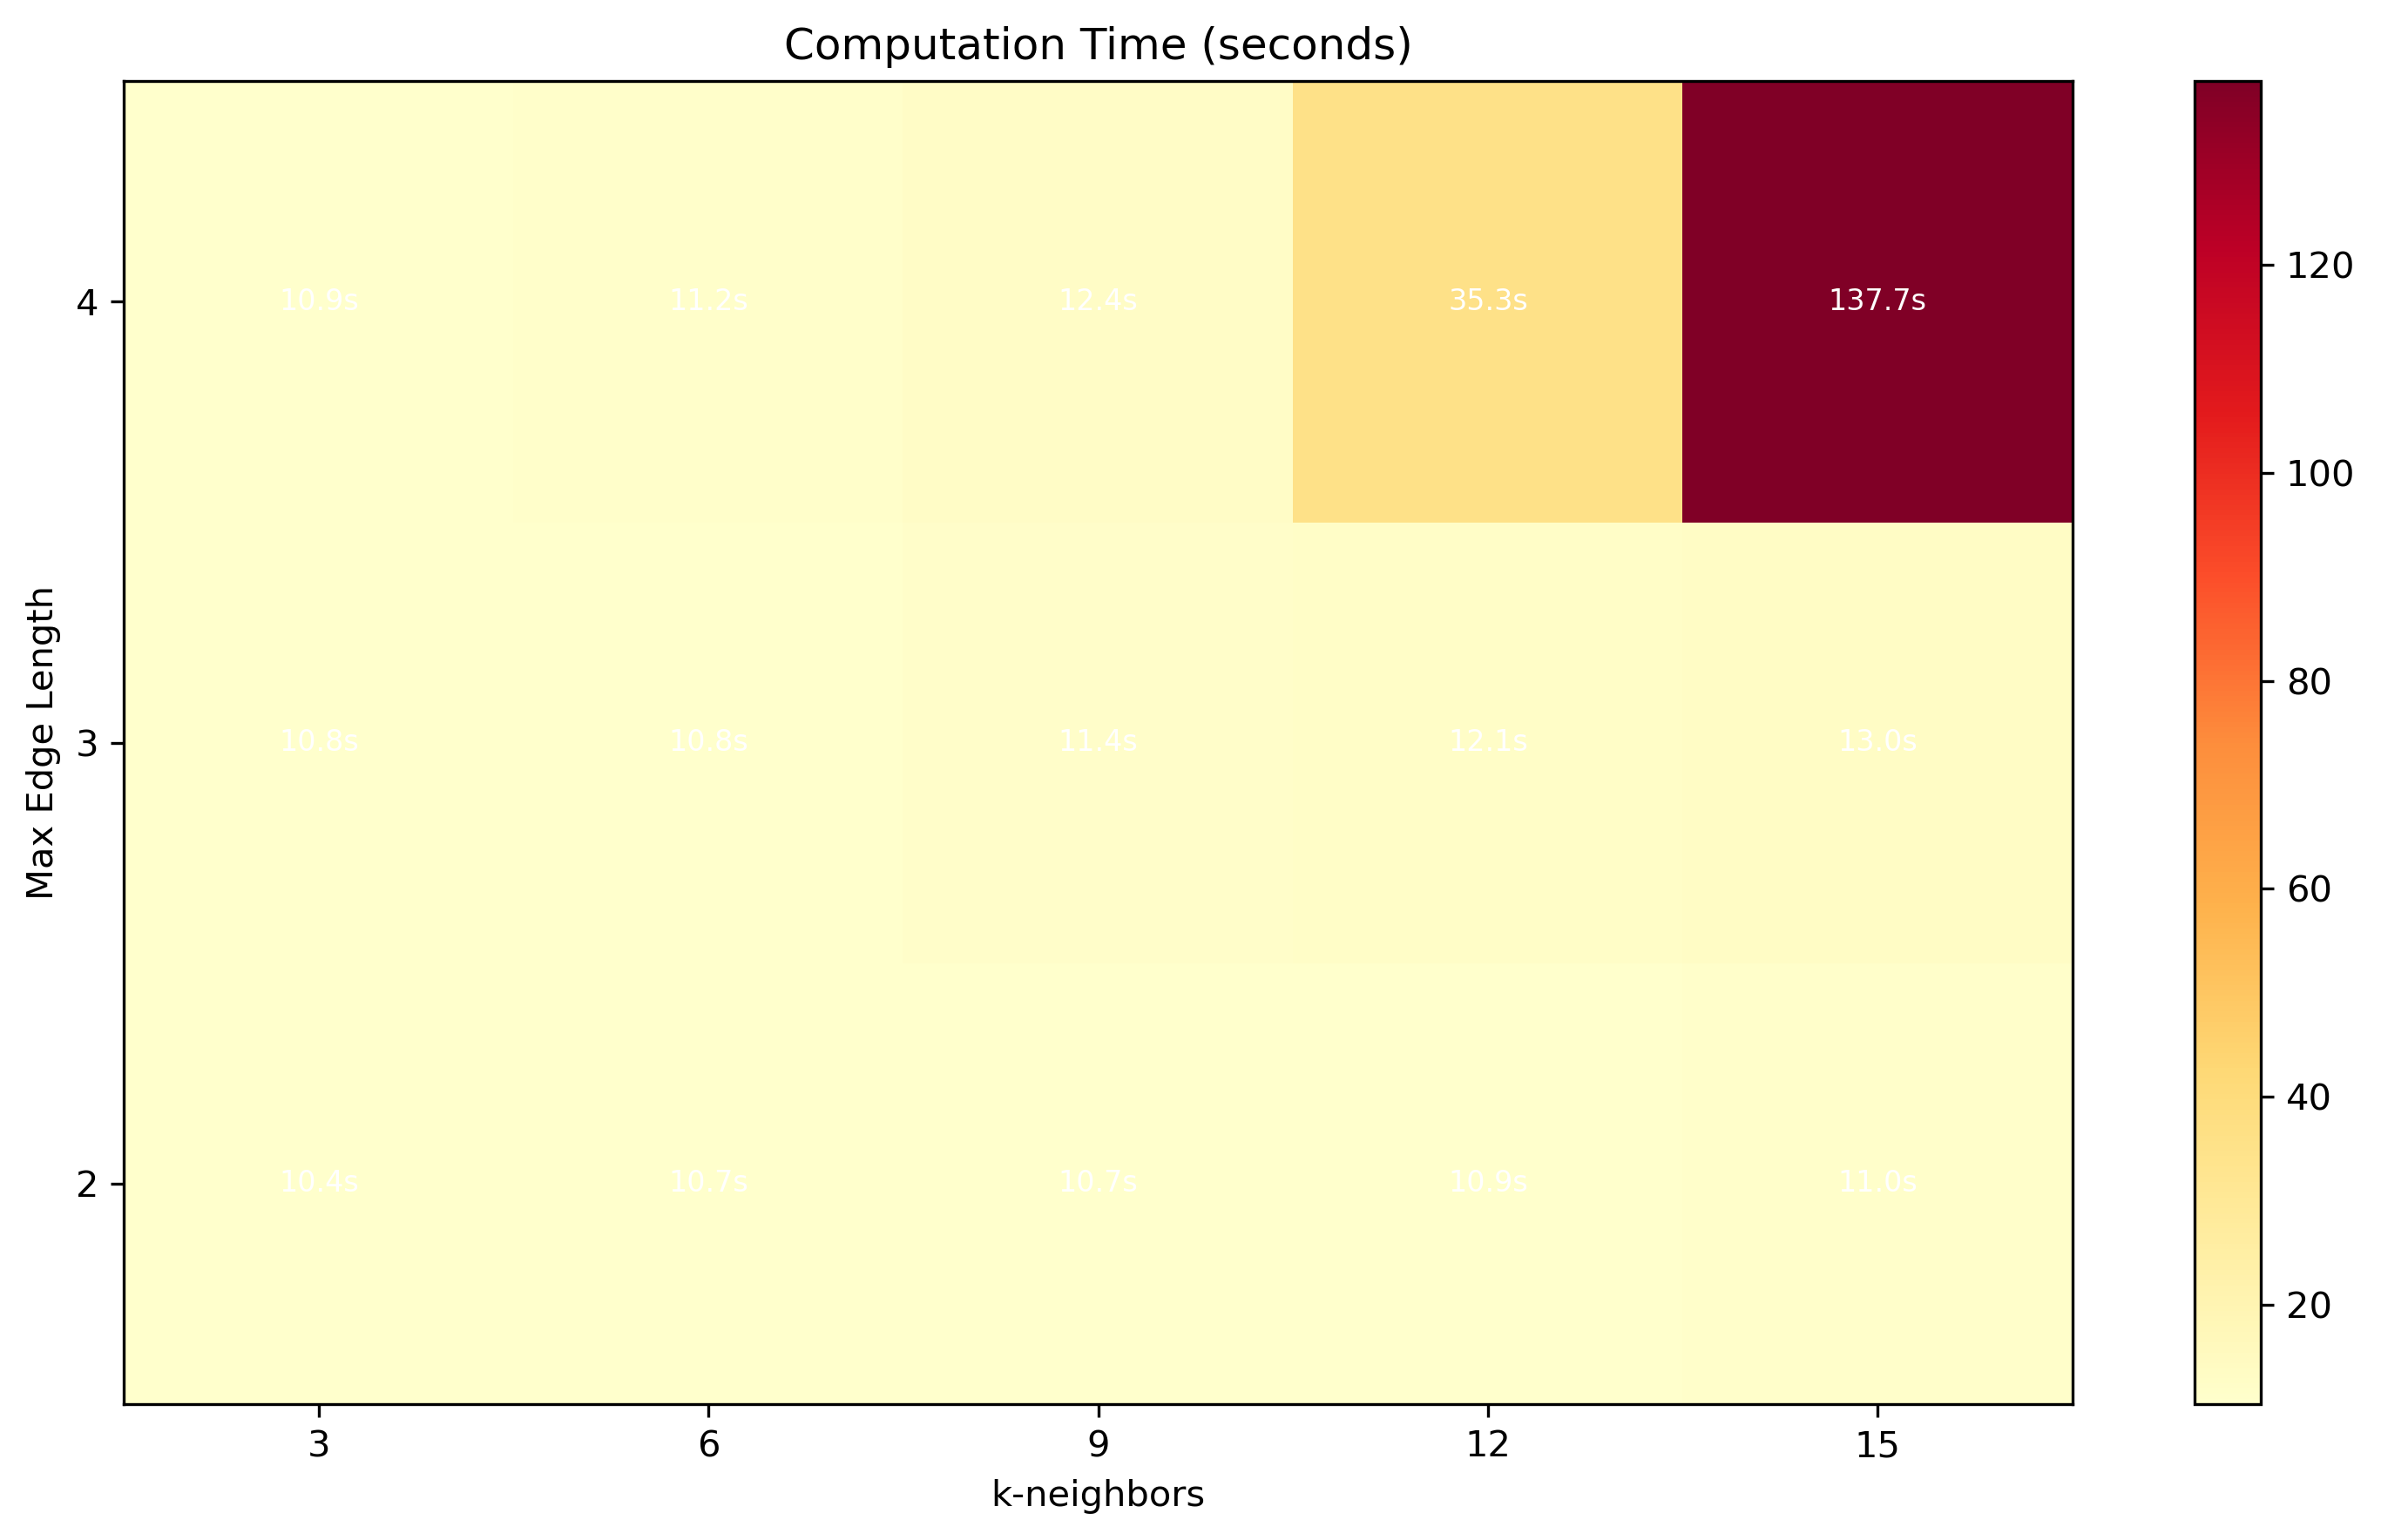 Computation Time (seconds)
Max Edge Length
4
10.9s 11.2s 12.4s 35.3s 137.7s
3
10.8s 10.8s 11.4s 12.1s 13.0s
2
10.4s 10.7s 10.7s 10.9s 11.0s
3 6 9 12 15
k-neighbors
120
100
80
60
40
20